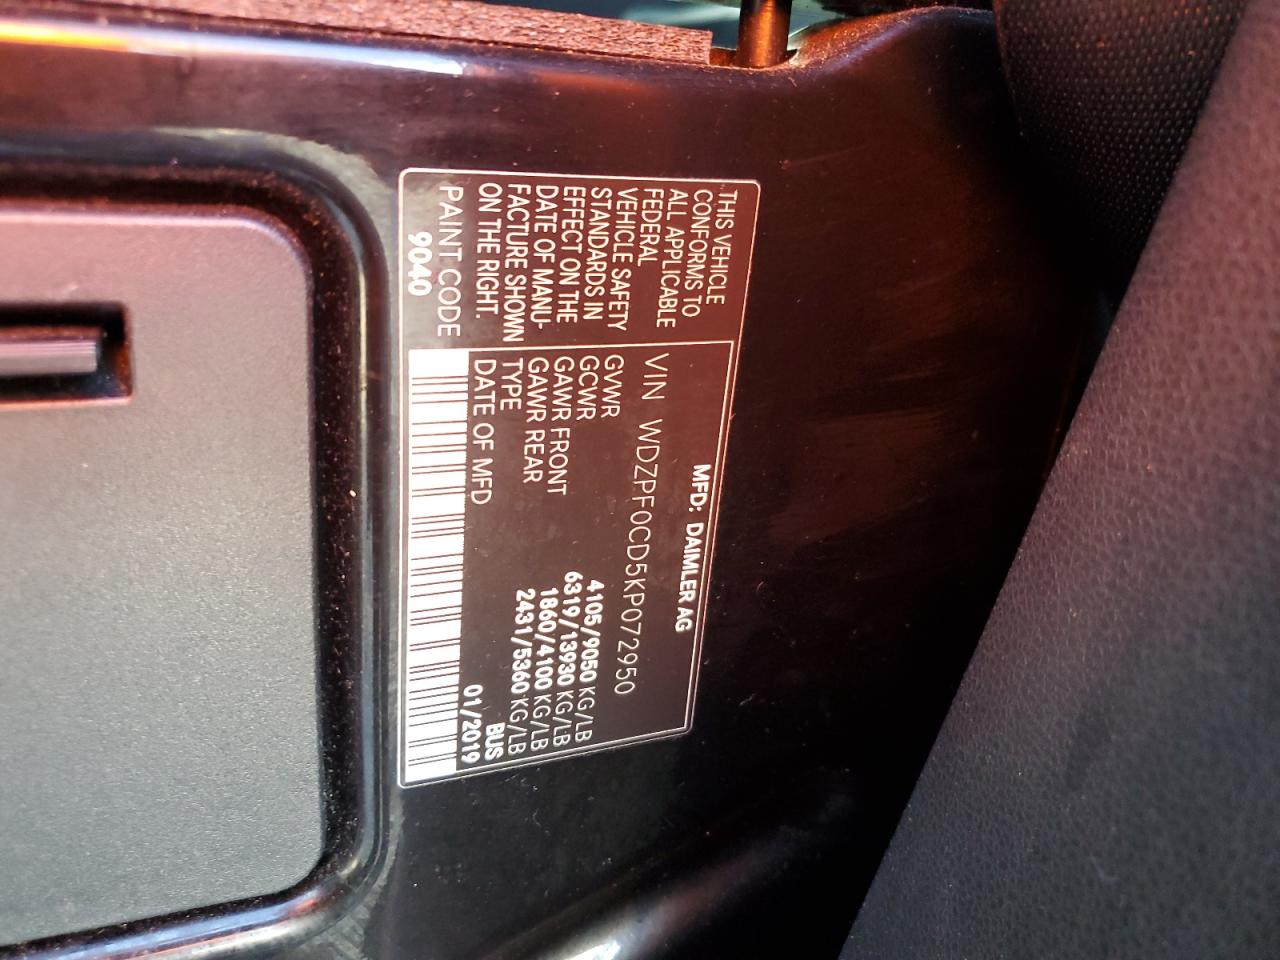 MFD: DAIMLER AG
THIS VEHICLE
CONFORMS TO
ALL APPLICABLE
FEDERAL
VEHICLE SAFETY
STANDARDS IN
EFFECT ON THE
DATE OF MANU-
FACTURE SHOWN
ON THE RIGHT.
PAINT CODE
9040
VIN WDZPF0CD5KP072950
GVWR 4105/9050 KG/LB
GCWR 6319/13930 KG/LB
GAWR FRONT 1860/4100 KG/LB
GAWR REAR 2431/5360 KG/LB
TYPE BUS
DATE OF MFD 01/2019